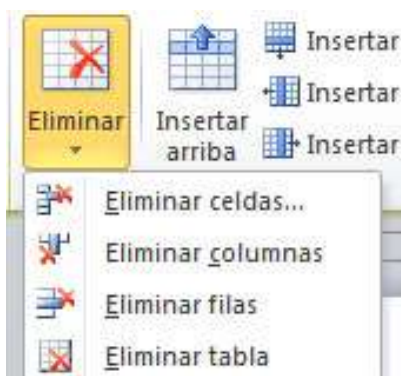 Eliminar
Insertar
arriba
Insertar
Insertar
Insertar
Eliminar celdas...
Eliminar columnas
Eliminar filas
Eliminar tabla